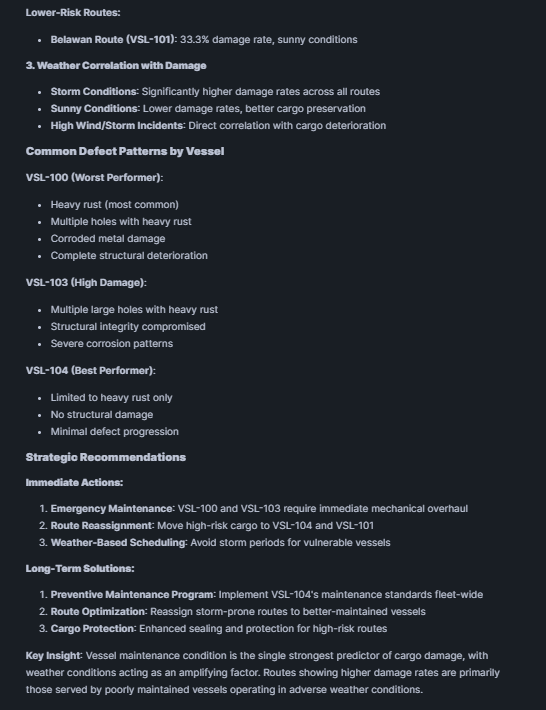 Lower-Risk Routes:
• Belawan Route (VSL-101): 33.3% damage rate, sunny conditions
3. Weather Correlation with Damage
• Storm Conditions: Significantly higher damage rates across all routes
• Sunny Conditions: Lower damage rates, better cargo preservation
• High Wind/Storm Incidents: Direct correlation with cargo deterioration
Common Defect Patterns by Vessel
VSL-100 (Worst Performer):
• Heavy rust (most common)
• Multiple holes with heavy rust
• Corroded metal damage
• Complete structural deterioration
VSL-103 (High Damage):
• Multiple large holes with heavy rust
• Structural integrity compromised
• Severe corrosion patterns
VSL-104 (Best Performer):
• Limited to heavy rust only
• No structural damage
• Minimal defect progression
Strategic Recommendations
Immediate Actions:
1. Emergency Maintenance: VSL-100 and VSL-103 require immediate mechanical overhaul
2. Route Reassignment: Move high-risk cargo to VSL-104 and VSL-101
3. Weather-Based Scheduling: Avoid storm periods for vulnerable vessels
Long-Term Solutions:
1. Preventive Maintenance Program: Implement VSL-104's maintenance standards fleet-wide
2. Route Optimization: Reassign storm-prone routes to better-maintained vessels
3. Cargo Protection: Enhanced sealing and protection for high-risk routes
Key Insight: Vessel maintenance condition is the single strongest predictor of cargo damage, with
weather conditions acting as an amplifying factor. Routes showing higher damage rates are primarily
those served by poorly maintained vessels operating in adverse weather conditions.